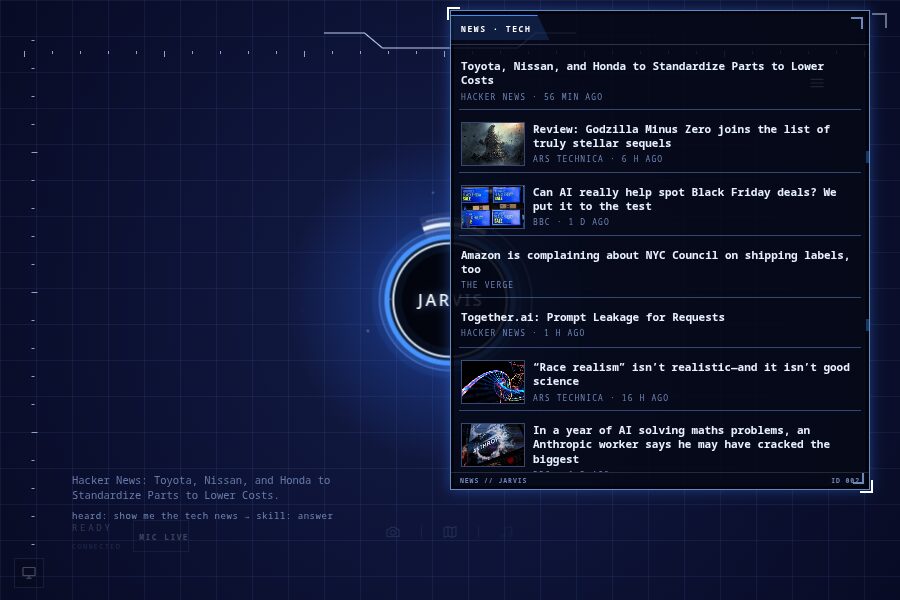 NEWS · TECH
Toyota, Nissan, and Honda to Standardize Parts to Lower
Costs
HACKER NEWS · 56 MIN AGO
Review: Godzilla Minus Zero joins the list of
truly stellar sequels
ARS TECHNICA · 6 H AGO
Can AI really help spot Black Friday deals? We
put it to the test
BBC · 1 D AGO
Amazon is complaining about NYC Council on shipping labels,
too
THE VERGE
Together.ai: Prompt Leakage for Requests
HACKER NEWS · 1 H AGO
“Race realism” isn’t realistic—and it isn’t good
science
ARS TECHNICA · 16 H AGO
In a year of AI solving maths problems, an
Anthropic worker says he may have cracked the
biggest
NEWS // JARVIS
ID 002
JARVIS
Hacker News: Toyota, Nissan, and Honda to
Standardize Parts to Lower Costs.
heard: show me the tech news → skill: answer
READY
MIC LIVE
CONNECTED